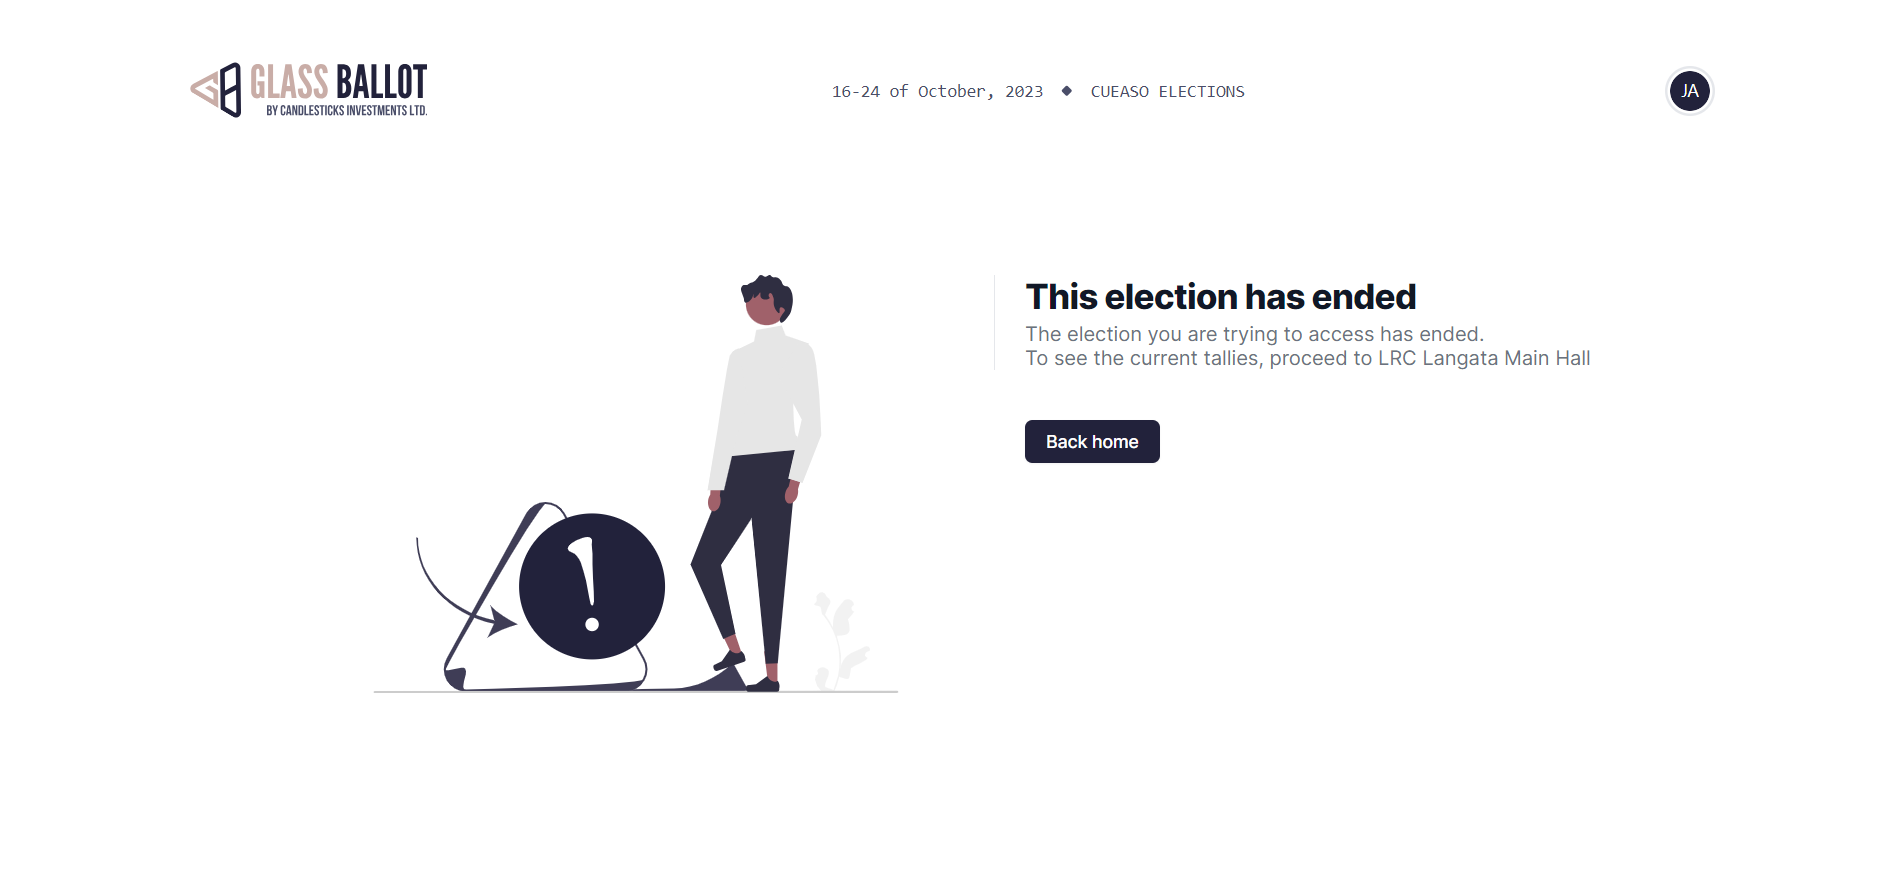 GLASS BALLOT
BY CANDLESTICKS INVESTMENTS LTD.
16-24 of October, 2023 ◆ CUEASO ELECTIONS
JA
This election has ended
The election you are trying to access has ended.
To see the current tallies, proceed to LRC Langata Main Hall
Back home
!